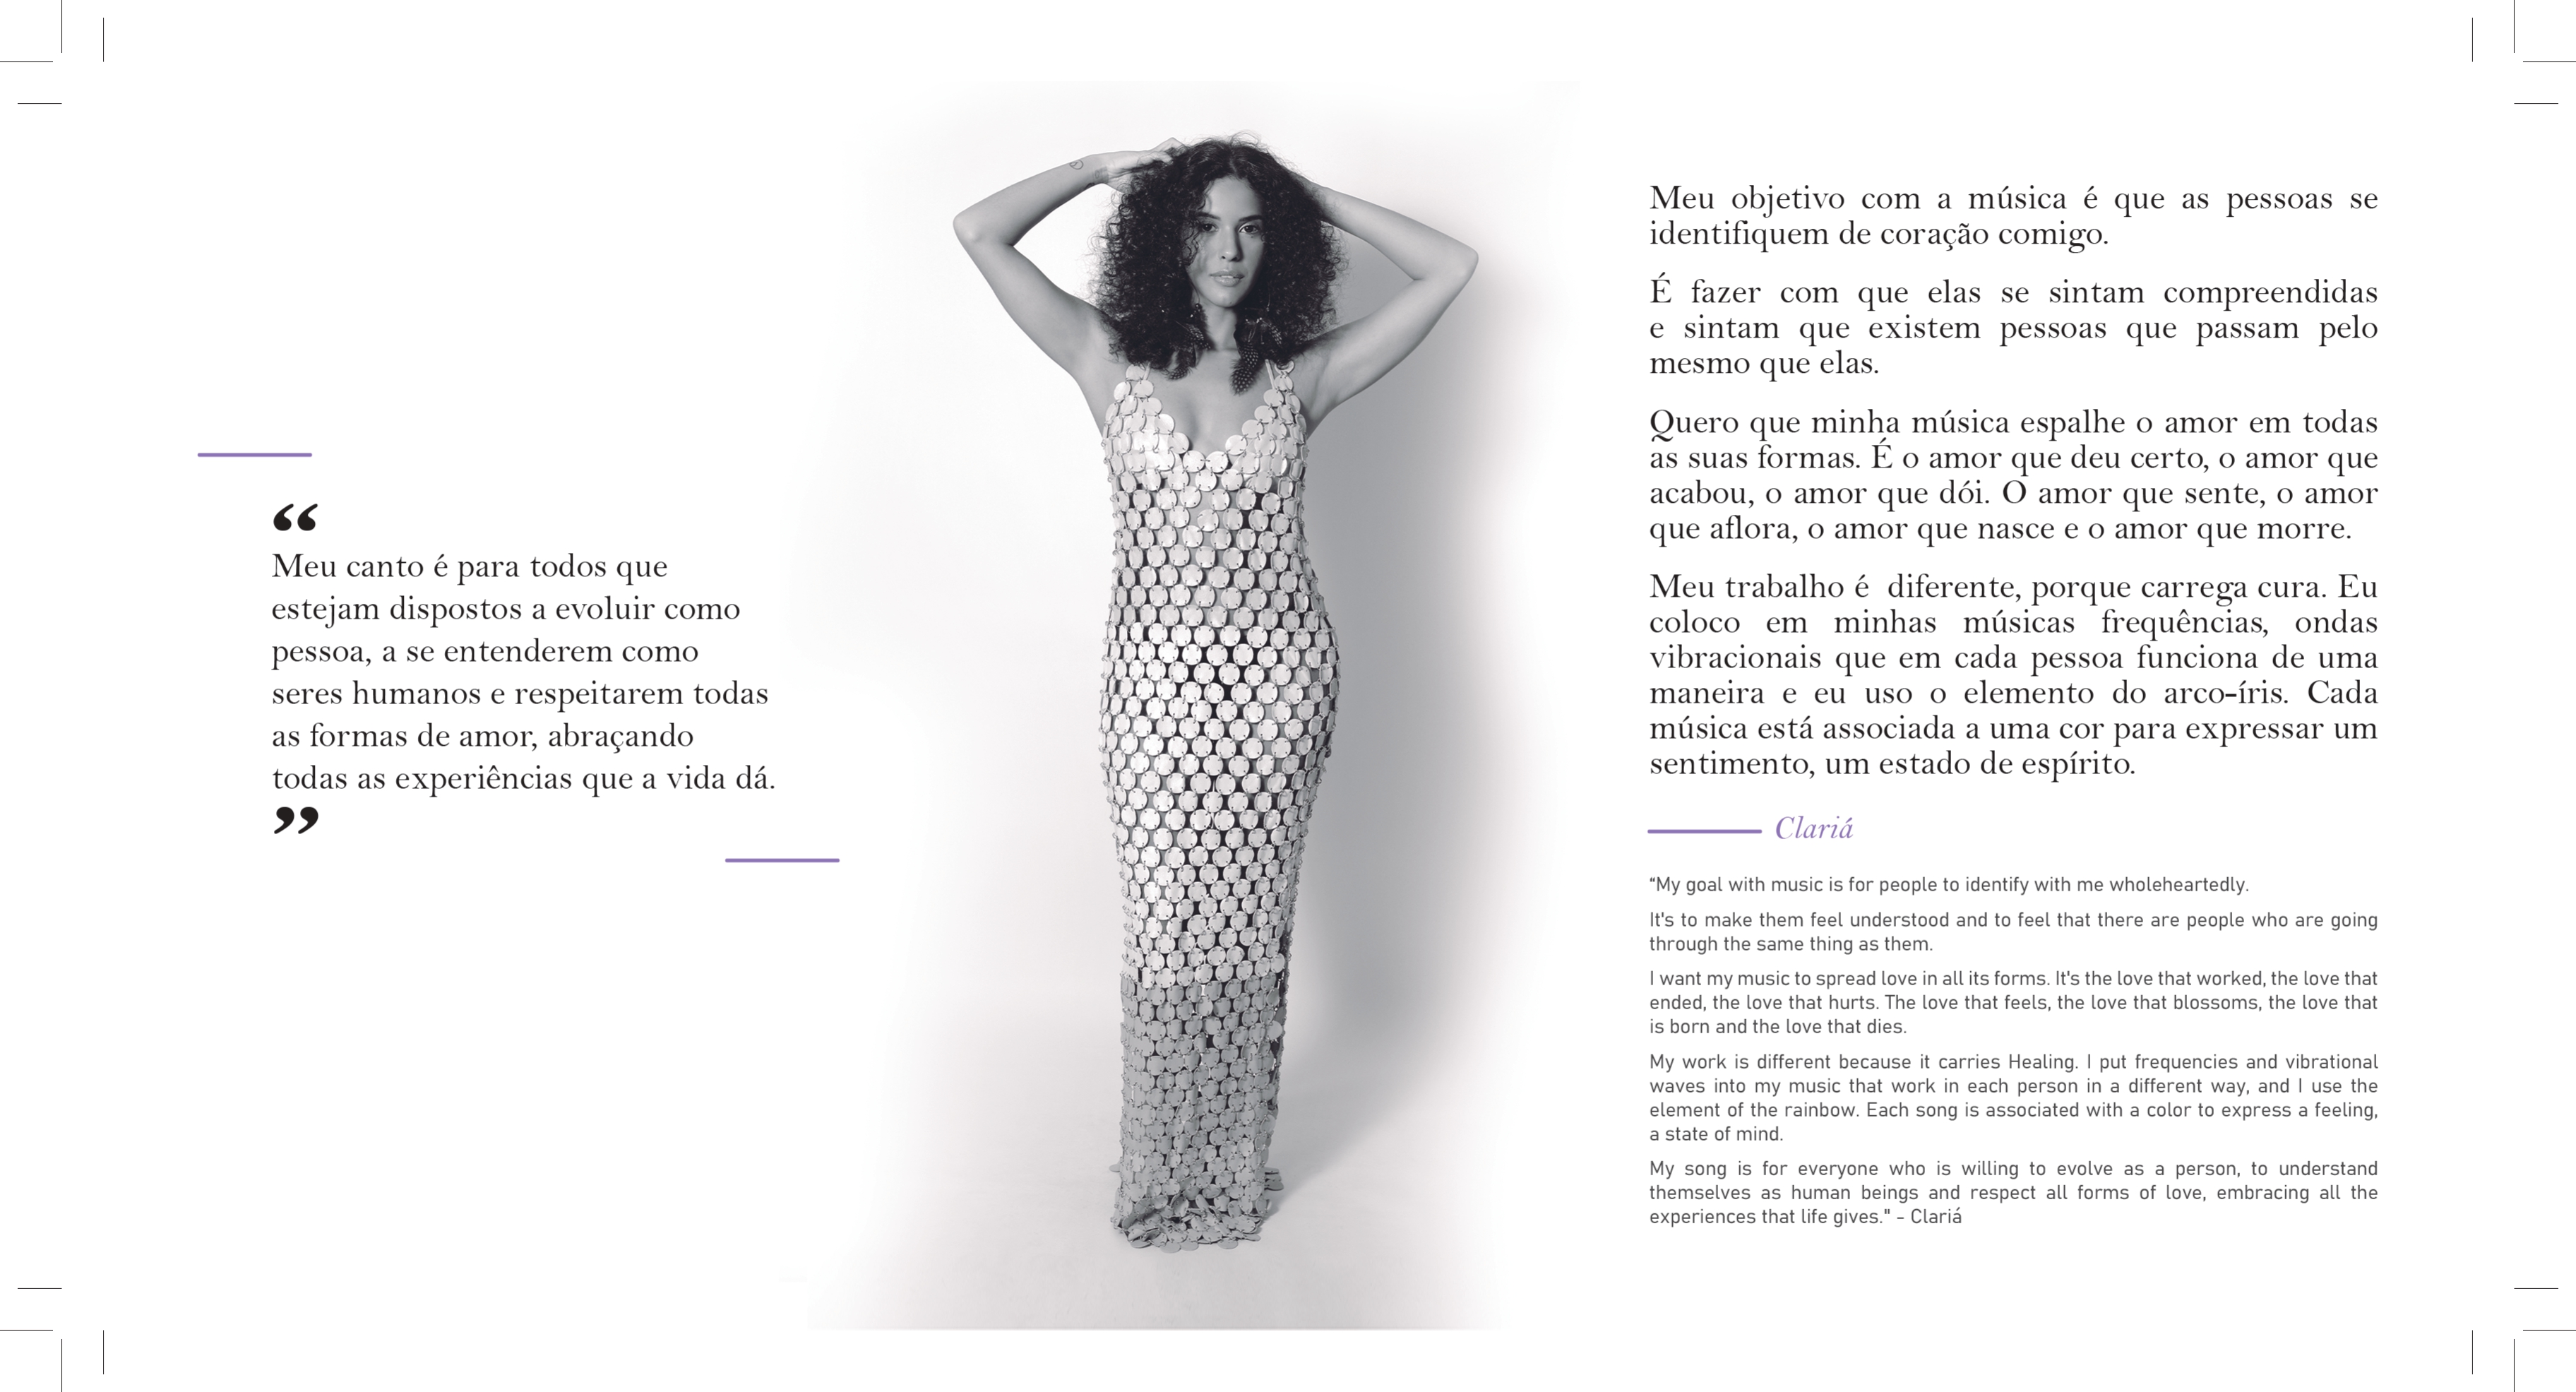 “
Meu canto é para todos que
estejam dispostos a evoluir como
pessoa, a se entenderem como
seres humanos e respeitarem todas
as formas de amor, abraçando
todas as experiências que a vida dá.
”
Meu objetivo com a música é que as pessoas se
identifiquem de coração comigo.
É fazer com que elas se sintam compreendidas
e sintam que existem pessoas que passam pelo
mesmo que elas.
Quero que minha música espalhe o amor em todas
as suas formas. É o amor que deu certo, o amor que
acabou, o amor que dói. O amor que sente, o amor
que aflora, o amor que nasce e o amor que morre.
Meu trabalho é diferente, porque carrega cura. Eu
coloco em minhas músicas frequências, ondas
vibracionais que em cada pessoa funciona de uma
maneira e eu uso o elemento do arco-íris. Cada
música está associada a uma cor para expressar um
sentimento, um estado de espírito.
Clariá
“My goal with music is for people to identify with me wholeheartedly.
It's to make them feel understood and to feel that there are people who are going
through the same thing as them.
I want my music to spread love in all its forms. It's the love that worked, the love that
ended, the love that hurts. The love that feels, the love that blossoms, the love that
is born and the love that dies.
My work is different because it carries Healing. I put frequencies and vibrational
waves into my music that work in each person in a different way, and I use the
element of the rainbow. Each song is associated with a color to express a feeling,
a state of mind.
My song is for everyone who is willing to evolve as a person, to understand
themselves as human beings and respect all forms of love, embracing all the
experiences that life gives." - Clariá